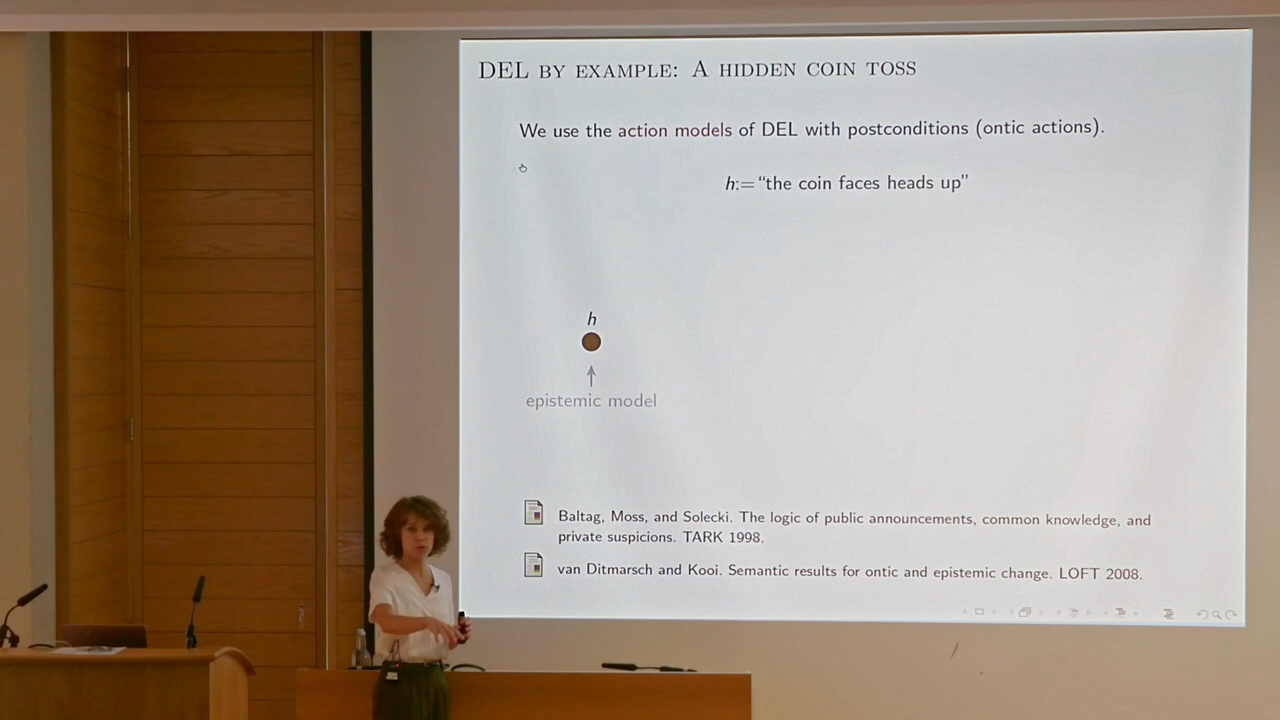 DEL BY EXAMPLE: A HIDDEN COIN TOSS
We use the action models of DEL with postconditions (ontic actions).
h:="the coin faces heads up"
h
epistemic model
Baltag, Moss, and Solecki. The logic of public announcements, common knowledge, and
private suspicions. TARK 1998.
van Ditmarsch and Kooi. Semantic results for ontic and epistemic change. LOFT 2008.